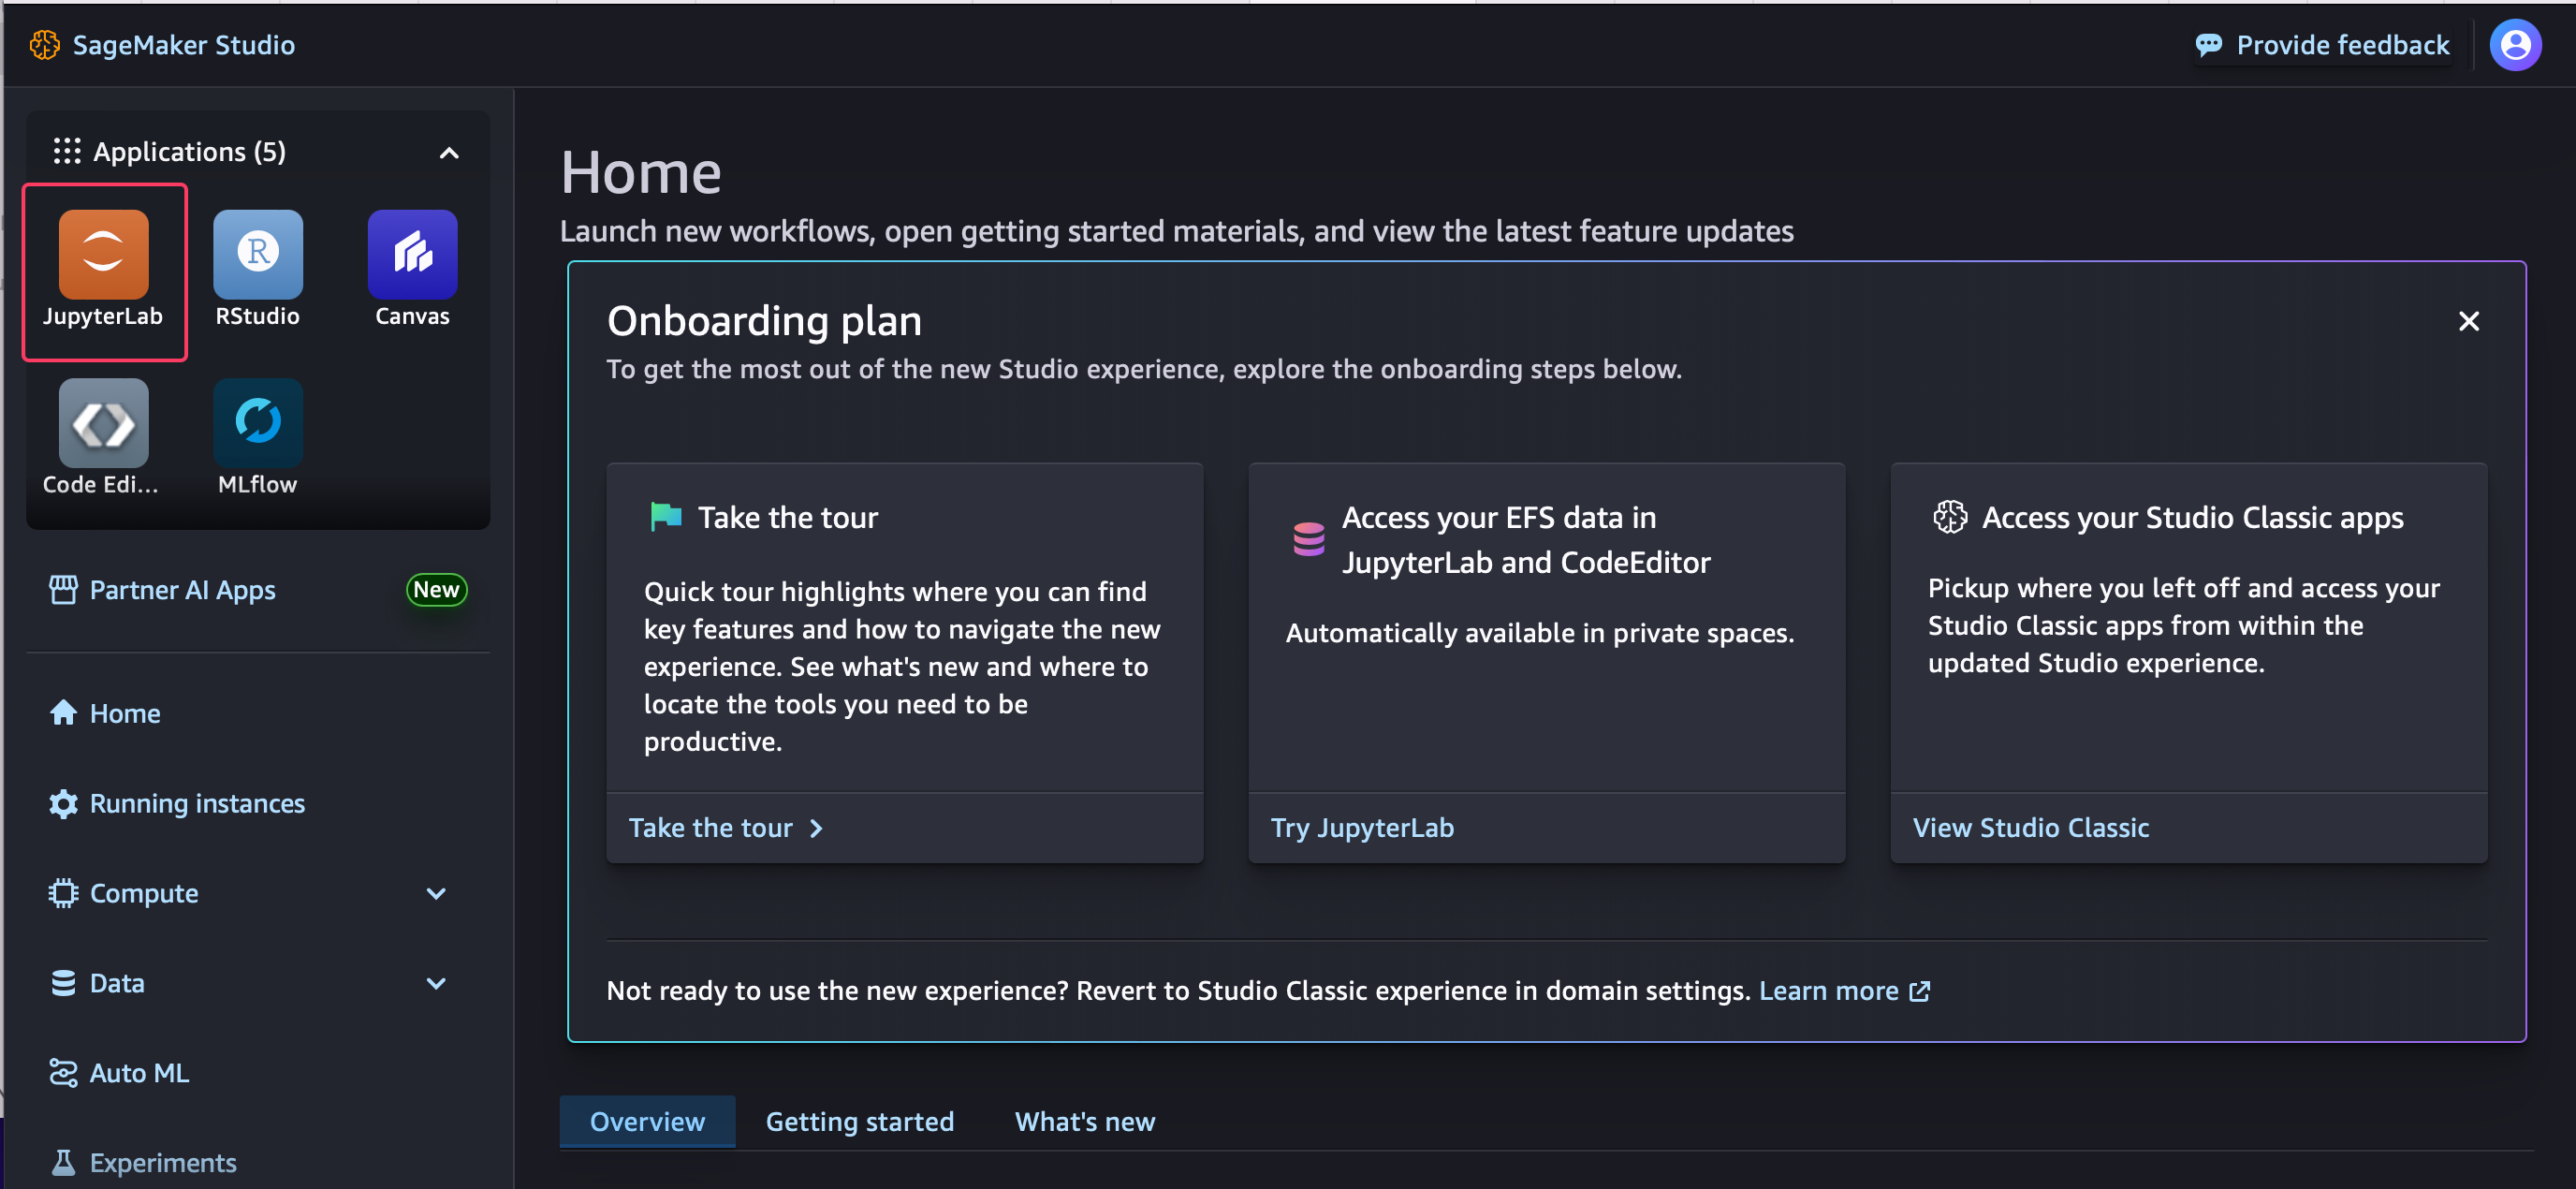 SageMaker Studio
Provide feedback
Applications (5)
JupyterLab
RStudio
Canvas
Code Edi...
MLflow
Partner AI Apps
New
Home
Running instances
Compute
Data
Auto ML
Experiments
Home
Launch new workflows, open getting started materials, and view the latest feature updates
Onboarding plan
To get the most out of the new Studio experience, explore the onboarding steps below.
Take the tour
Quick tour highlights where you can find
key features and how to navigate the new
experience. See what's new and where to
locate the tools you need to be
productive.
Take the tour
Access your EFS data in
JupyterLab and CodeEditor
Automatically available in private spaces.
Try JupyterLab
Access your Studio Classic apps
Pickup where you left off and access your
Studio Classic apps from within the
updated Studio experience.
View Studio Classic
Not ready to use the new experience? Revert to Studio Classic experience in domain settings. Learn more
Overview
Getting started
What's new